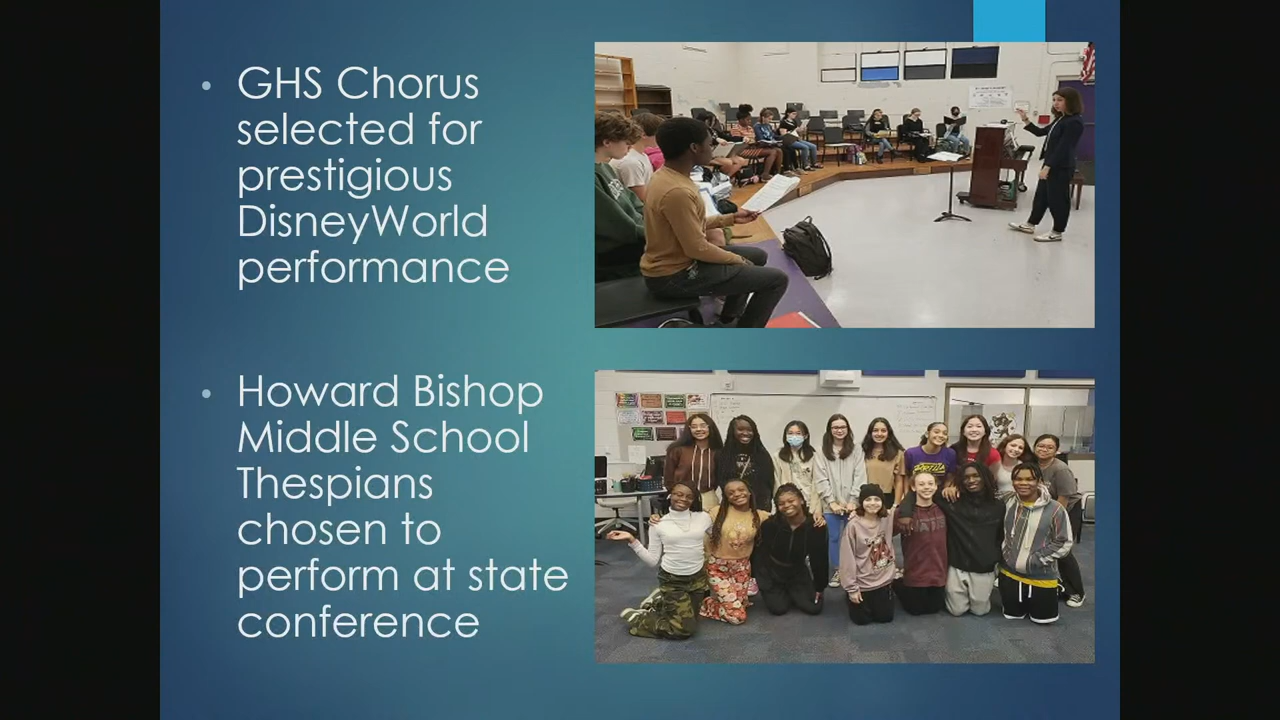 GHS Chorus
selected for
prestigious
DisneyWorld
performance
Howard Bishop
Middle School
Thespians
chosen to
perform at state
conference